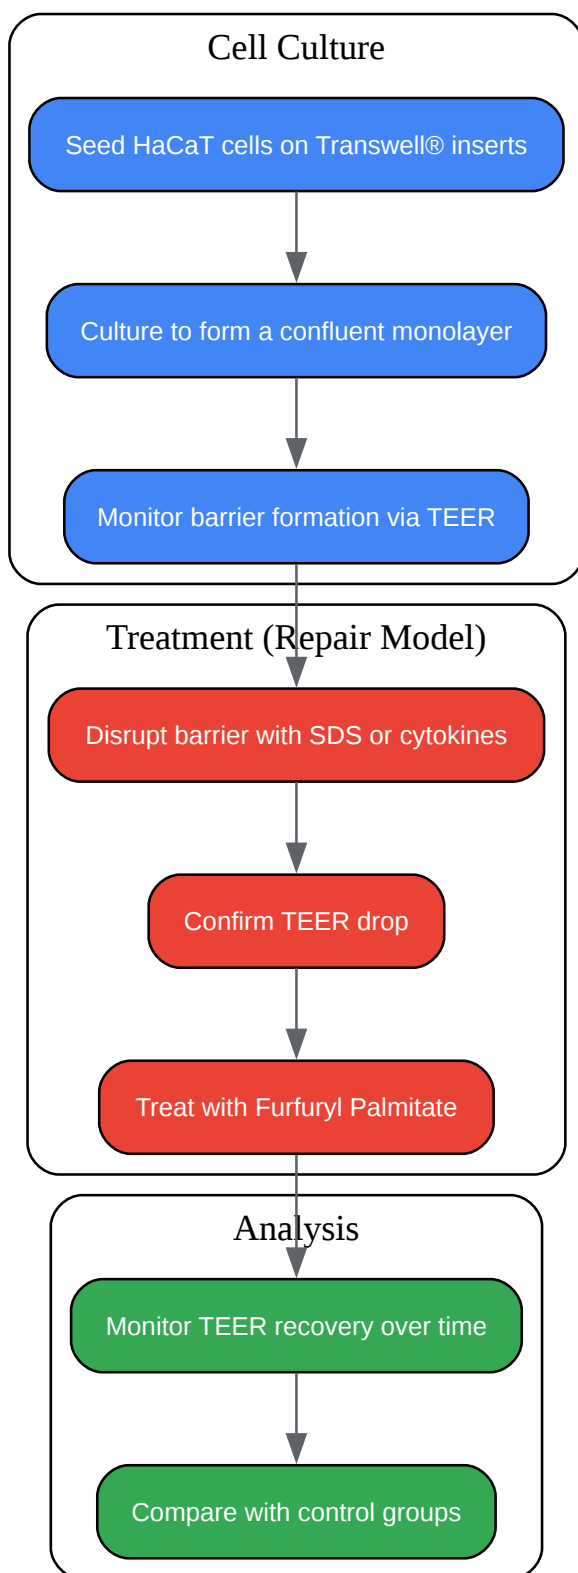 Cell Culture
Seed HaCaT cells on Transwell® inserts
Culture to form a confluent monolayer
Monitor barrier formation via TEER
Treatment (Repair Model)
Disrupt barrier with SDS or cytokines
Confirm TEER drop
Treat with Furfuryl Palmitate
Analysis
Monitor TEER recovery over time
Compare with control groups